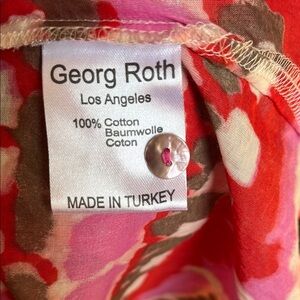 Georg Roth
Los Angeles
100% Cotton
Baumwolle
Coton
MADE IN TURKEY